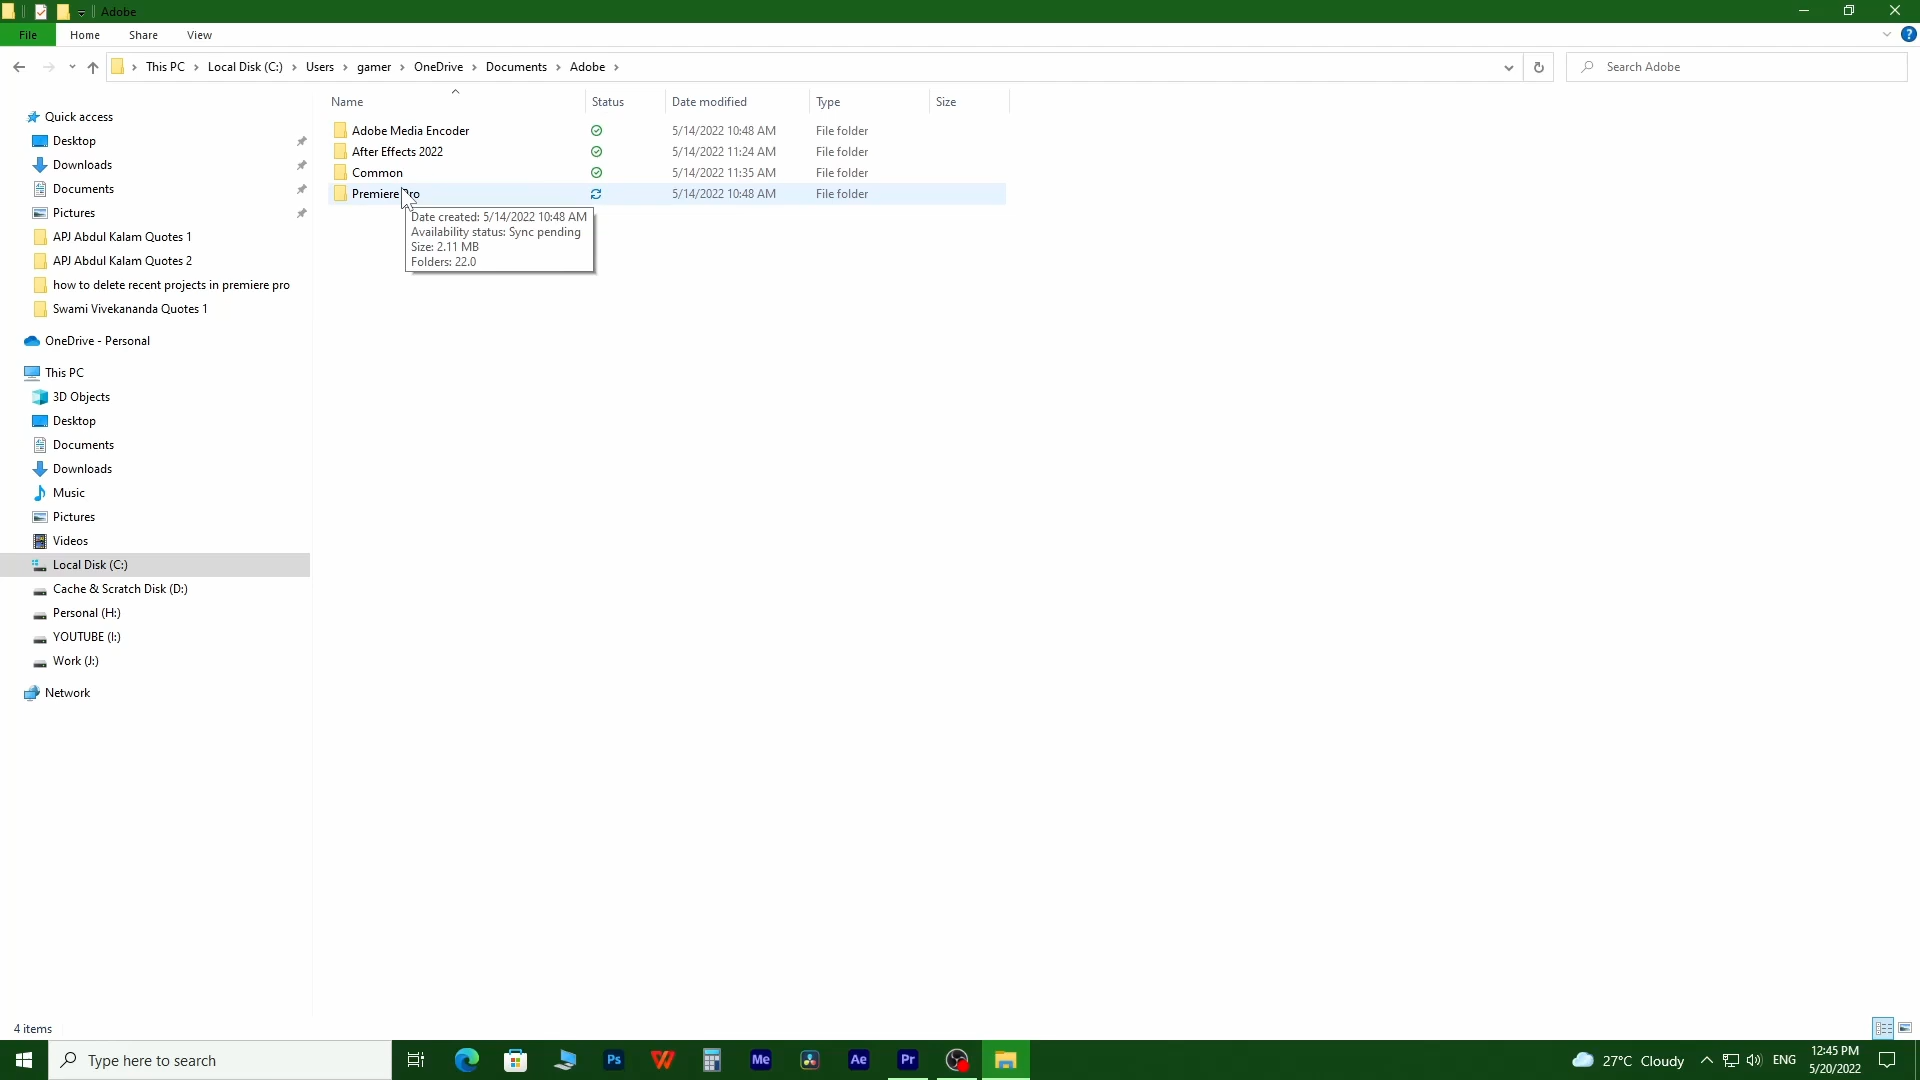 Adobe
File Home Share View
This PC Local Disk (C:) Users gamer OneDrive Documents Adobe
Search Adobe
Name Status Date modified Type Size
Adobe Media Encoder 5/14/2022 10:48 AM File folder
After Effects 2022 5/14/2022 11:24 AM File folder
Common 5/14/2022 11:35 AM File folder
Premiere Pro 5/14/2022 10:48 AM File folder
Date created: 5/14/2022 10:48 AM
Availability status: Sync pending
Size: 2.11 MB
Folders: 22.0
Quick access
Desktop
Downloads
Documents
Pictures
APJ Abdul Kalam Quotes 1
APJ Abdul Kalam Quotes 2
how to delete recent projects in premiere pro
Swami Vivekananda Quotes 1
OneDrive - Personal
This PC
3D Objects
Desktop
Documents
Downloads
Music
Pictures
Videos
Local Disk (C:)
Cache & Scratch Disk (D:)
Personal (H:)
YOUTUBE (I:)
Work (J:)
Network
4 items
Type here to search
Ps
Me
Ae
Pr
27°C Cloudy
ENG
12:45 PM
5/20/2022